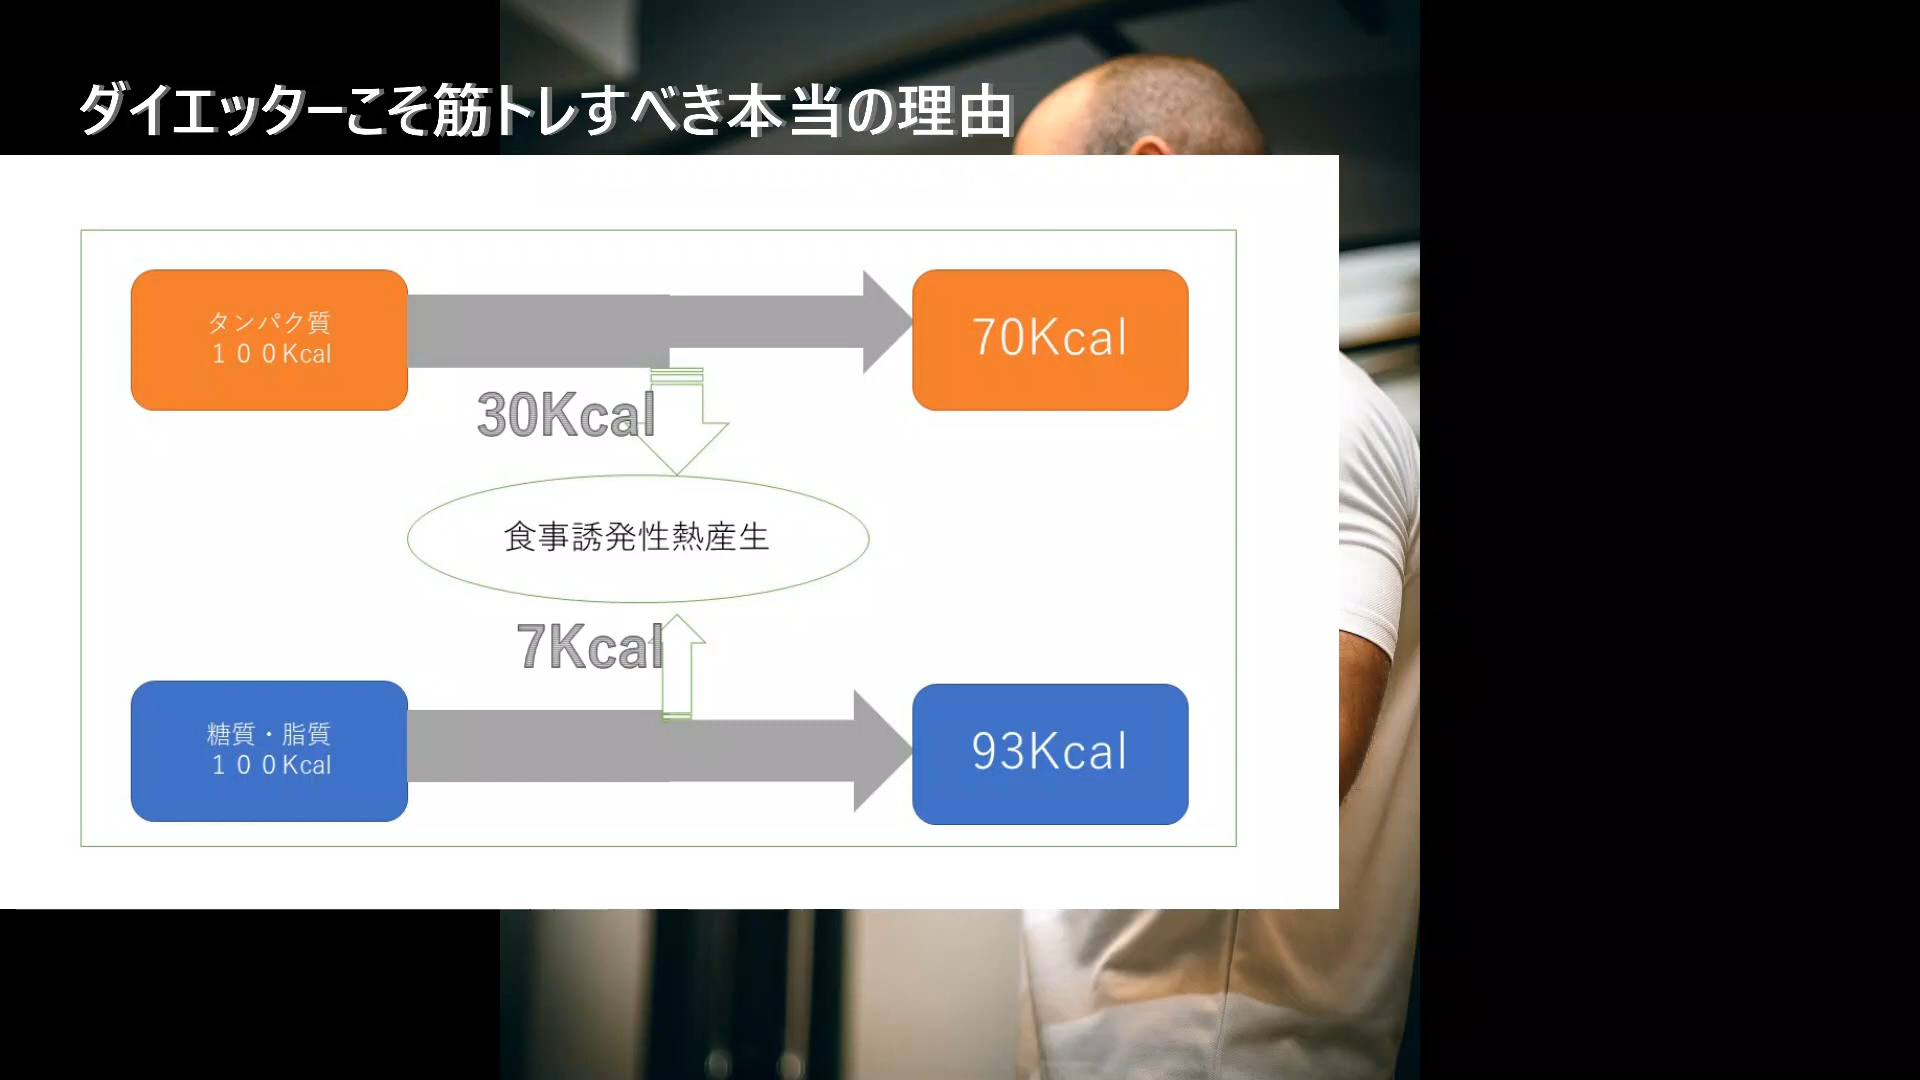 ダイエッターこそ筋トレすべき本当の理由
タンパク質
１００Kcal
70Kcal
30Kcal
食事誘発性熱産生
7Kcal
糖質・脂質
１００Kcal
93Kcal